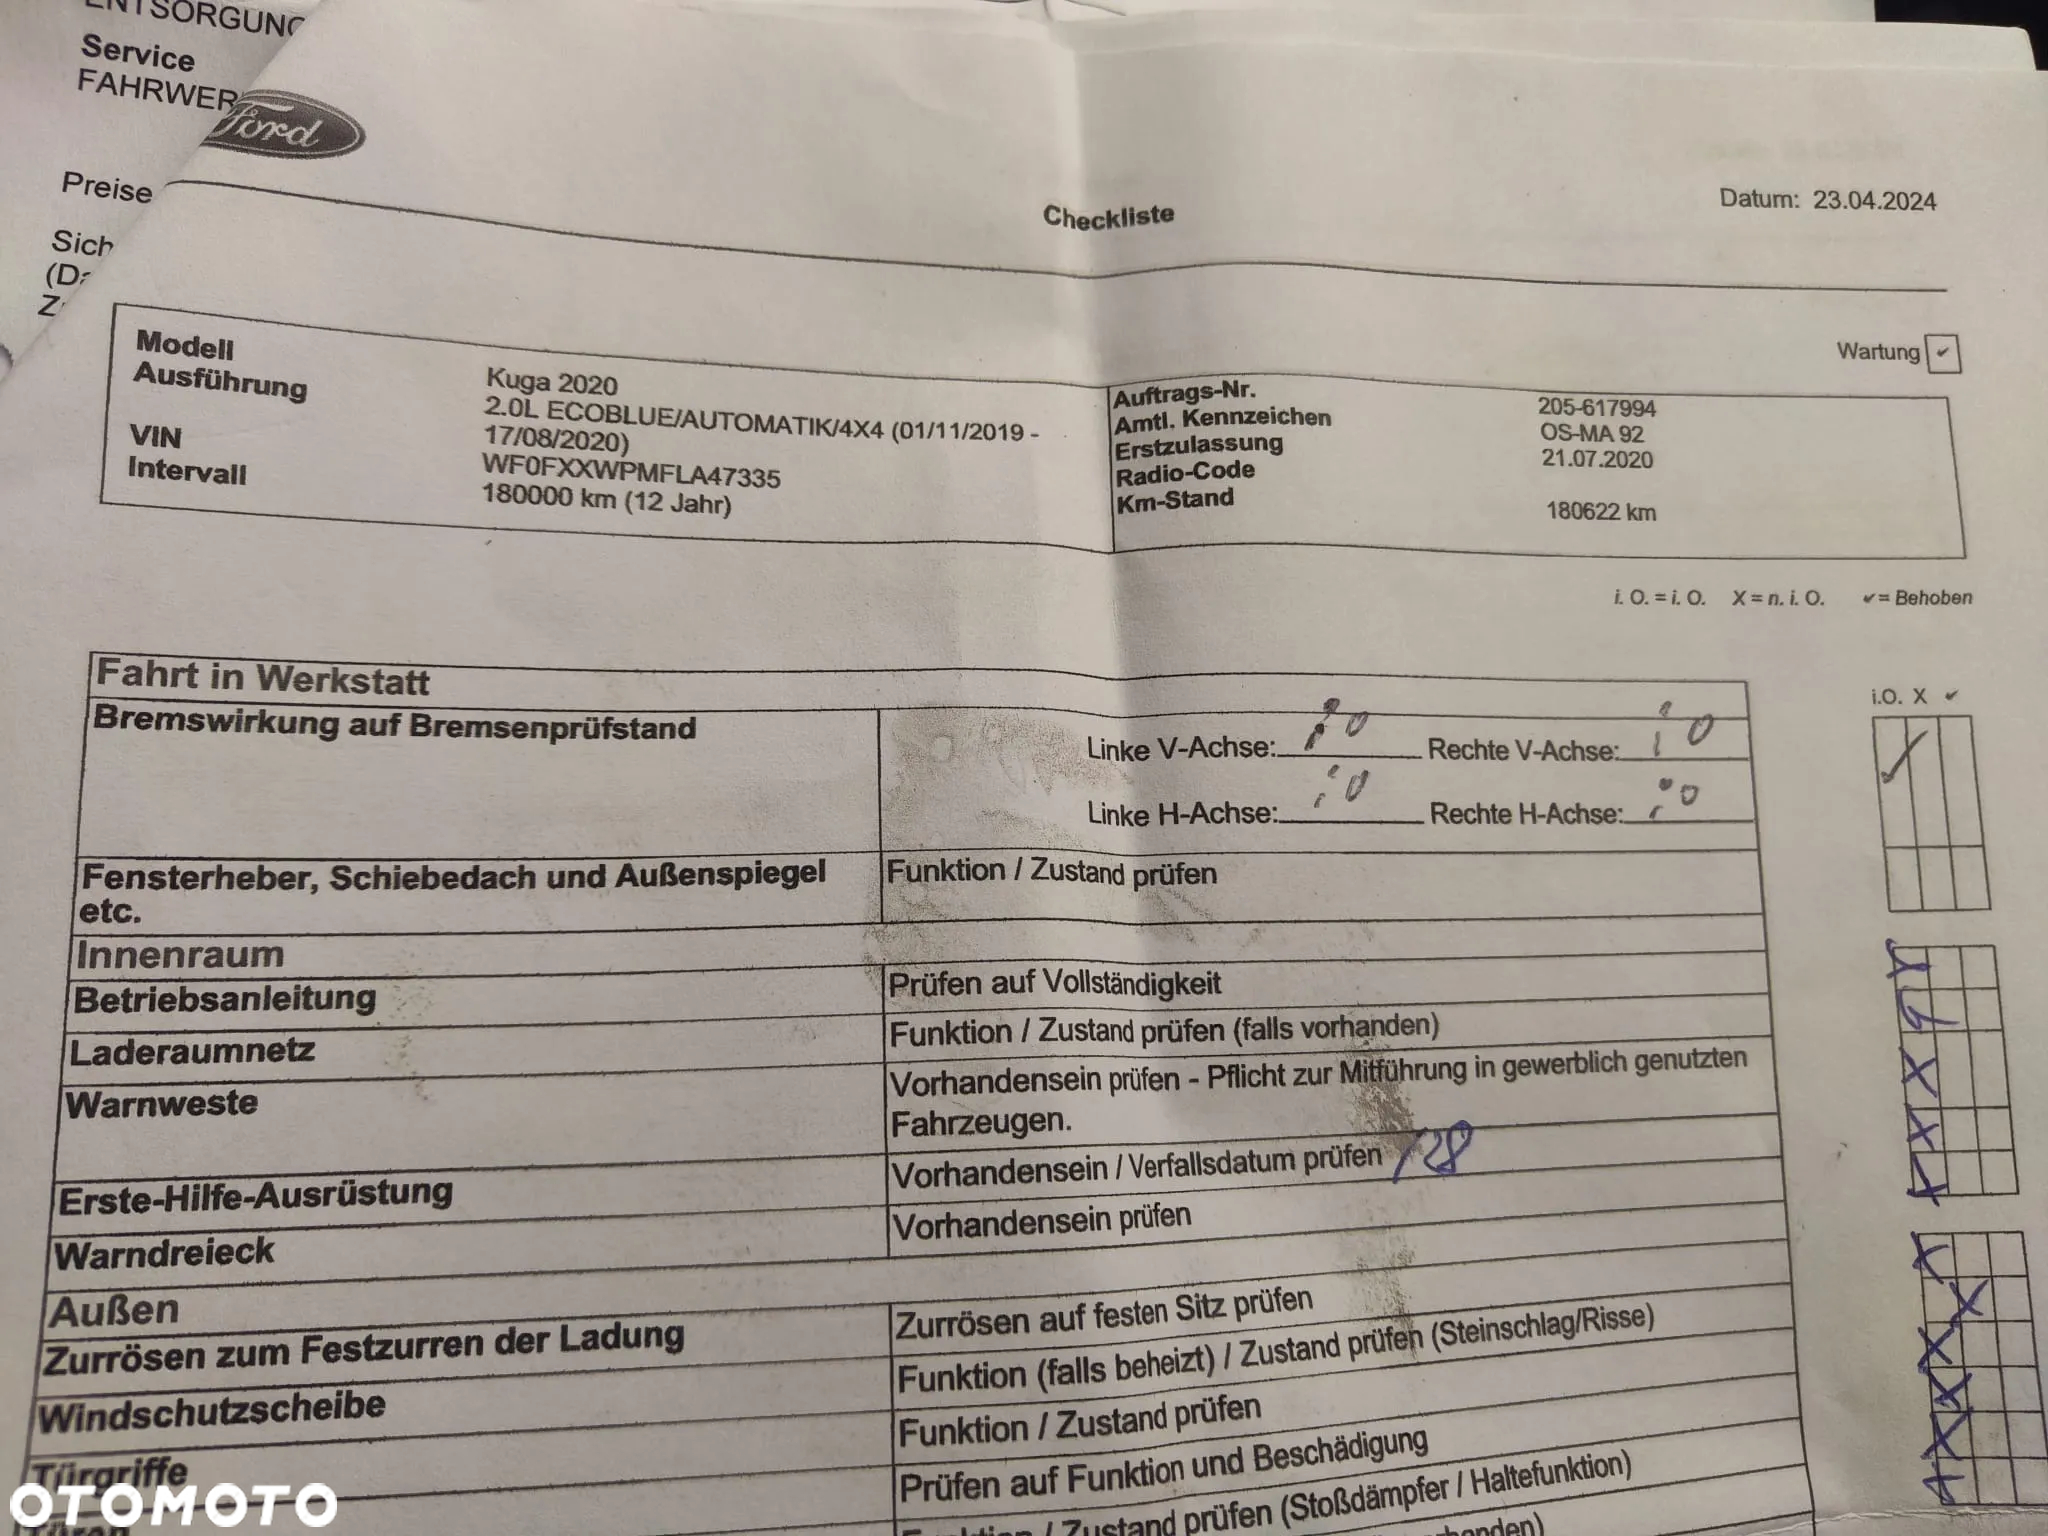 ENTSORGUNG
Service
FAHRWER
Ford
Preise
Sich
(Da
Checkliste
Datum: 23.04.2024
Wartung ✓
Modell Kuga 2020
Ausführung 2.0L ECOBLUE/AUTOMATIK/4X4 (01/11/2019 -
17/08/2020)
VIN WF0FXXWPMFLA47335
Intervall 180000 km (12 Jahr)
Auftrags-Nr. 205-617994
Amtl. Kennzeichen OS-MA 92
Erstzulassung 21.07.2020
Radio-Code
Km-Stand 180622 km
i. O. = i. O. X = n. i. O. ✓ = Behoben
Fahrt in Werkstatt
i.O. X ✓
Bremswirkung auf Bremsenprüfstand
Linke V-Achse: i O Rechte V-Achse: i O
Linke H-Achse: i O Rechte H-Achse: i O
Fensterheber, Schiebedach und Außenspiegel Funktion / Zustand prüfen
etc.
Innenraum
Betriebsanleitung Prüfen auf Vollständigkeit
Laderaumnetz Funktion / Zustand prüfen (falls vorhanden)
Warnweste Vorhandensein prüfen - Pflicht zur Mitführung in gewerblich genutzten
Fahrzeugen.
Erste-Hilfe-Ausrüstung Vorhandensein / Verfallsdatum prüfen /28
Warndreieck Vorhandensein prüfen
Außen
Zurrösen zum Festzurren der Ladung Zurrösen auf festen Sitz prüfen
Windschutzscheibe Funktion (falls beheizt) / Zustand prüfen (Steinschlag/Risse)
Türgriffe Funktion / Zustand prüfen
Türen Prüfen auf Funktion und Beschädigung
/ Zustand prüfen (Stoßdämpfer / Haltefunktion)
OTOMOTO